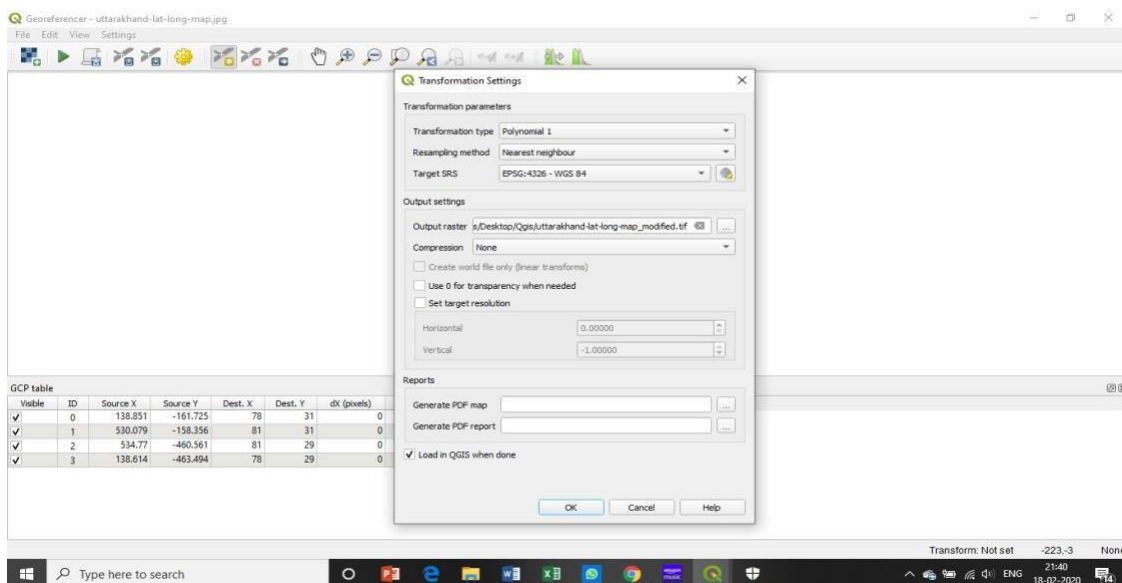 Georeferencer - uttarakhand-lat-long-map.jpg
File Edit View Settings
Transformation Settings
Transformation parameters
Transformation type Polynomial 1
Resampling method Nearest neighbour
Target SRS EPSG:4326 - WGS 84
Output settings
Output raster s/Desktop/Qgis/uttarakhand-lat-long-map_modified.tif ...
Compression None
Create world file only (linear transforms)
Use 0 for transparency when needed
Set target resolution
Horizontal 0.00000
Vertical -1.00000
Reports
Generate PDF map ...
Generate PDF report ...
Load in QGIS when done
OK Cancel Help
GCP table
Visible ID Source X Source Y Dest. X Dest. Y dX (pixels)
0 138.851 -161.725 78 31 0
1 530.079 -158.356 81 31 0
2 534.77 -460.561 81 29 0
3 138.614 -463.494 78 29 0
Transform: Not set -223,-3 None
Type here to search
ENG 21:40
18-02-2020